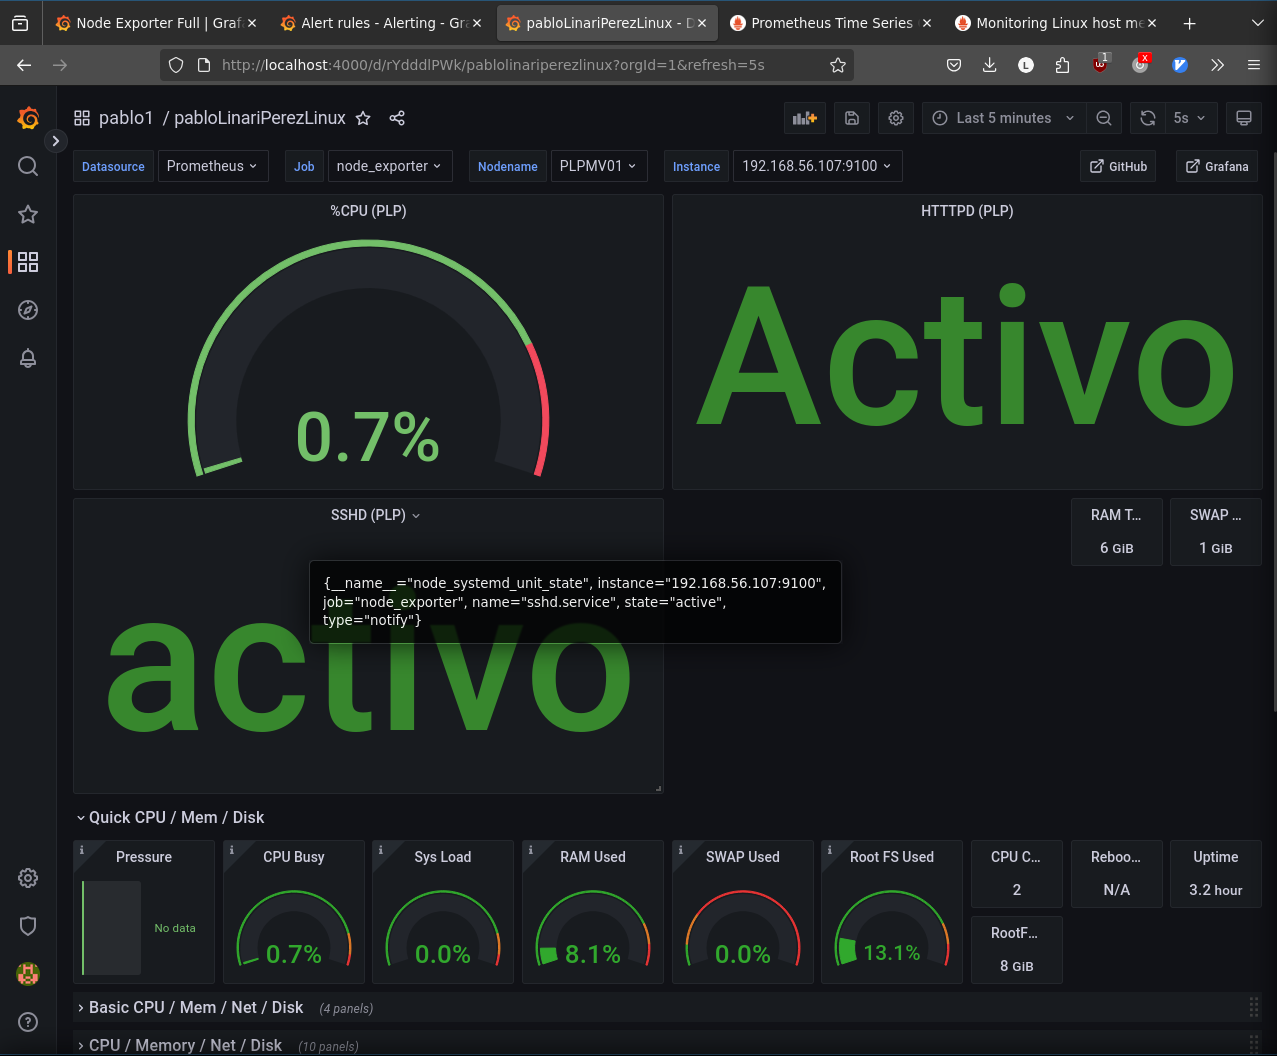 Node Exporter Full | Graf
Alert rules - Alerting - Gra
pabloLinariPerezLinux - D
Prometheus Time Series
Monitoring Linux host me
http://localhost:4000/d/rYdddlPWk/pablolinariperezlinux?orgId=1&refresh=5s
L
1
x
pablo1 / pabloLinariPerezLinux
Last 5 minutes
5s
Datasource Prometheus
Job node_exporter
Nodename PLPMV01
Instance 192.168.56.107:9100
GitHub
Grafana
%CPU (PLP)
0.7%
HTTTPD (PLP)
Activo
SSHD (PLP)
{__name__="node_systemd_unit_state", instance="192.168.56.107:9100",
job="node_exporter", name="sshd.service", state="active",
type="notify"}
activo
RAM T...
6 GiB
SWAP ...
1 GiB
Quick CPU / Mem / Disk
Pressure
No data
CPU Busy
0.7%
Sys Load
0.0%
RAM Used
8.1%
SWAP Used
0.0%
Root FS Used
13.1%
CPU C...
2
Reboo...
N/A
Uptime
3.2 hour
RootF...
8 GiB
Basic CPU / Mem / Net / Disk (4 panels)
CPU / Memory / Net / Disk (10 panels)